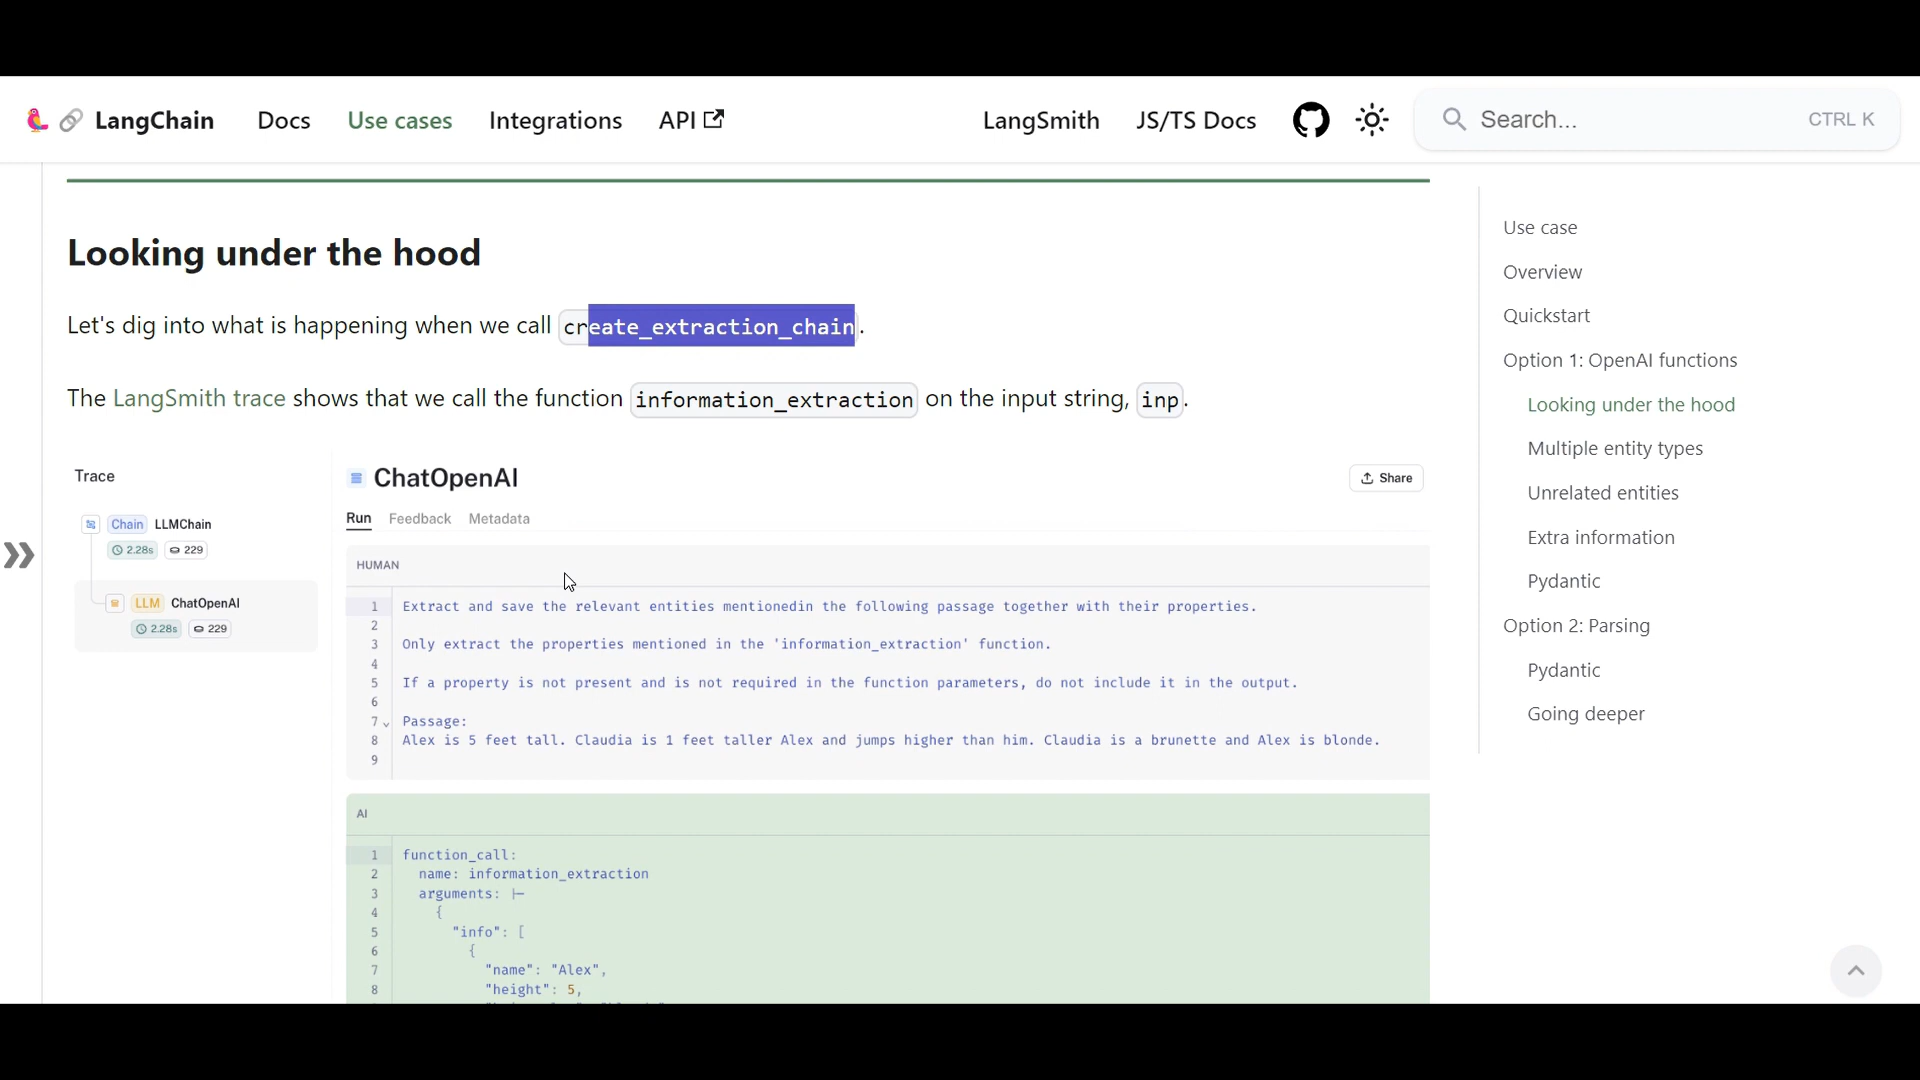 LangChain Docs Use cases Integrations API LangSmith JS/TS Docs Search... CTRL K
Looking under the hood
Let's dig into what is happening when we call create_extraction_chain.
The LangSmith trace shows that we call the function information_extraction on the input string, inp.
Trace
Chain LLMChain
2.28s 229
LLM ChatOpenAI
2.28s 229
ChatOpenAI
Share
Run Feedback Metadata
HUMAN
1 Extract and save the relevant entities mentionedin the following passage together with their properties.
2
3 Only extract the properties mentioned in the 'information_extraction' function.
4
5 If a property is not present and is not required in the function parameters, do not include it in the output.
6
7 Passage:
8 Alex is 5 feet tall. Claudia is 1 feet taller Alex and jumps higher than him. Claudia is a brunette and Alex is blonde.
9
AI
1 function_call:
2 name: information_extraction
3 arguments: |-
4 {
5 "info": [
6 {
7 "name": "Alex",
8 "height": 5,
Use case
Overview
Quickstart
Option 1: OpenAI functions
Looking under the hood
Multiple entity types
Unrelated entities
Extra information
Pydantic
Option 2: Parsing
Pydantic
Going deeper